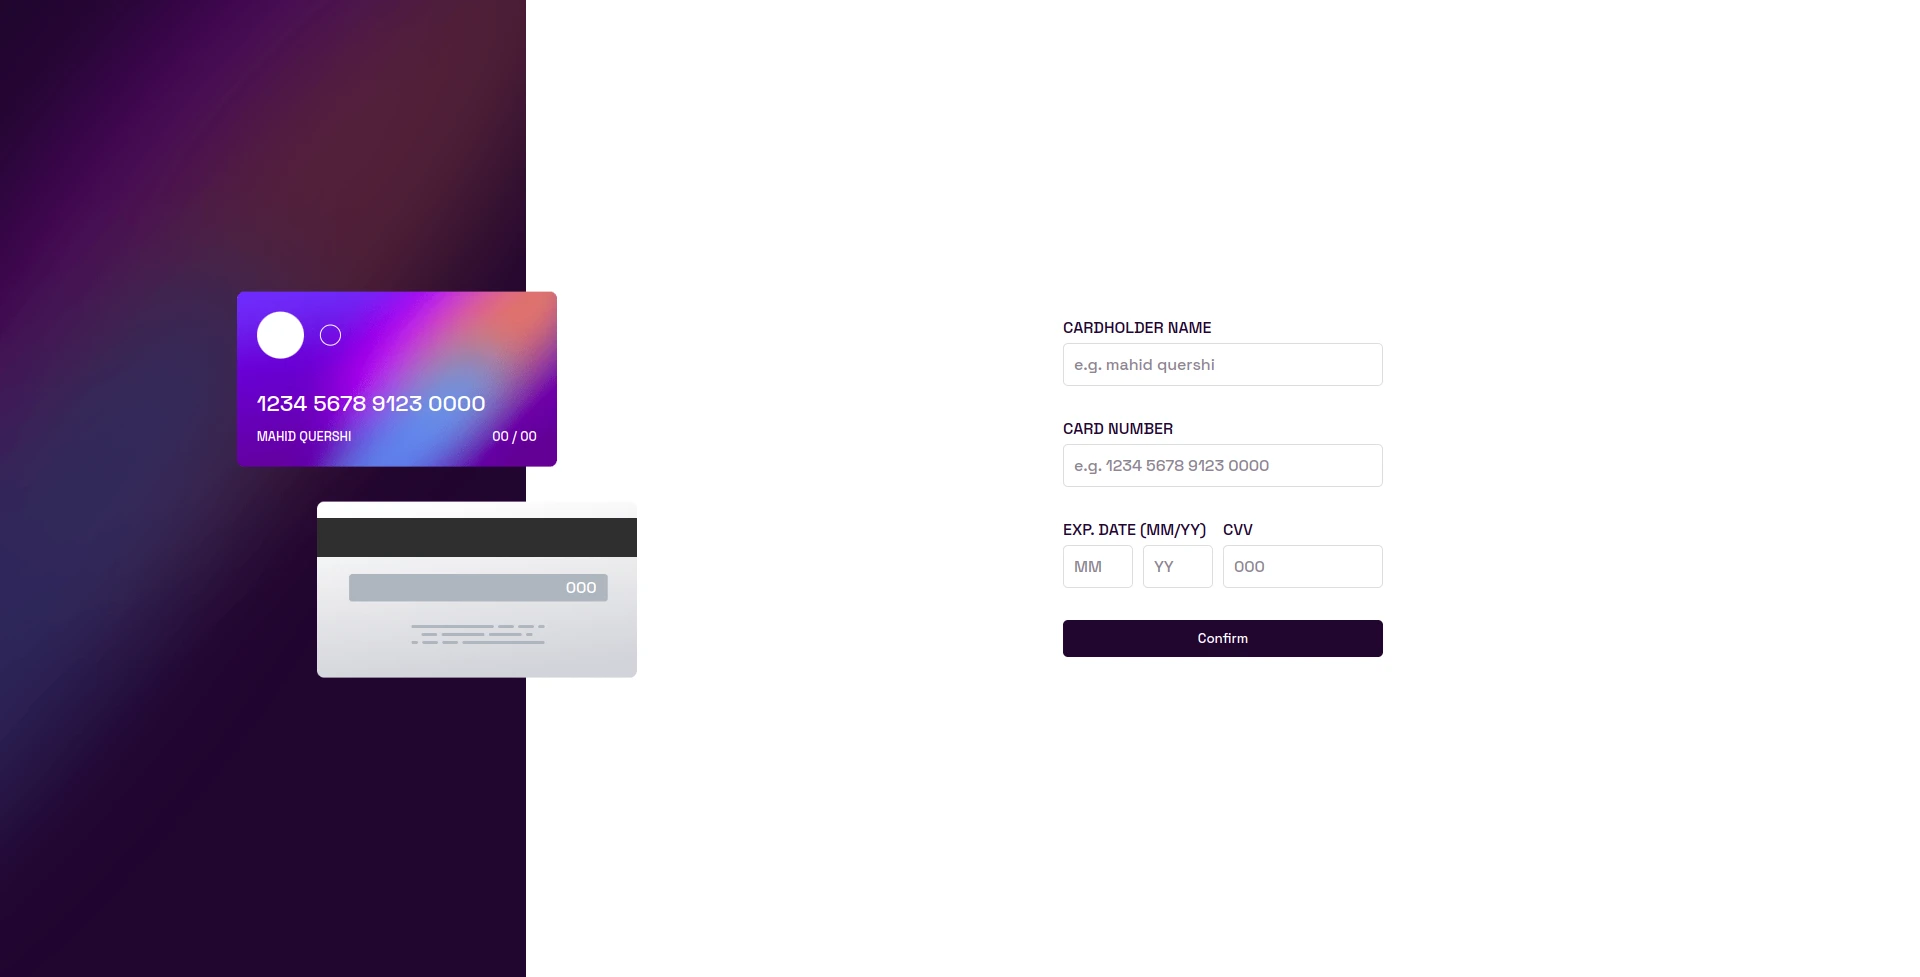 1234 5678 9123 0000
MAHID QUERSHI 00 / 00
000
CARDHOLDER NAME
e.g. mahid quershi
CARD NUMBER
e.g. 1234 5678 9123 0000
EXP. DATE (MM/YY) CVV
MM YY 000
Confirm